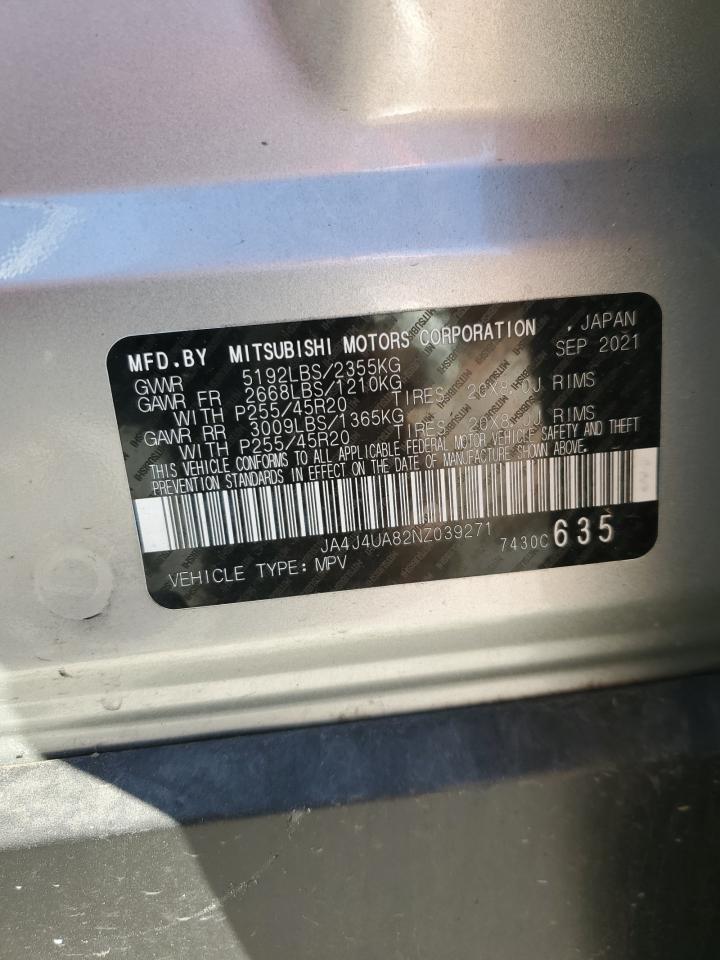 MFD.BY MITSUBISHI MOTORS CORPORATION , JAPAN
SEP 2021
GWWR 5192LBS/2355KG
GAWR FR 2668LBS/1210KG
WITH P255/45R20 TIRES, 20X8.0J RIMS
GAWR RR 3009LBS/1365KG
WITH P255/45R20 TIRES, 20X8.0J RIMS
THIS VEHICLE CONFORMS TO ALL APPLICABLE FEDERAL MOTOR VEHICLE SAFETY AND THEFT
PREVENTION STANDARDS IN EFFECT ON THE DATE OF MANUFACTURE SHOWN ABOVE.
JA4J4UA82NZ039271
7430C 635
VEHICLE TYPE: MPV